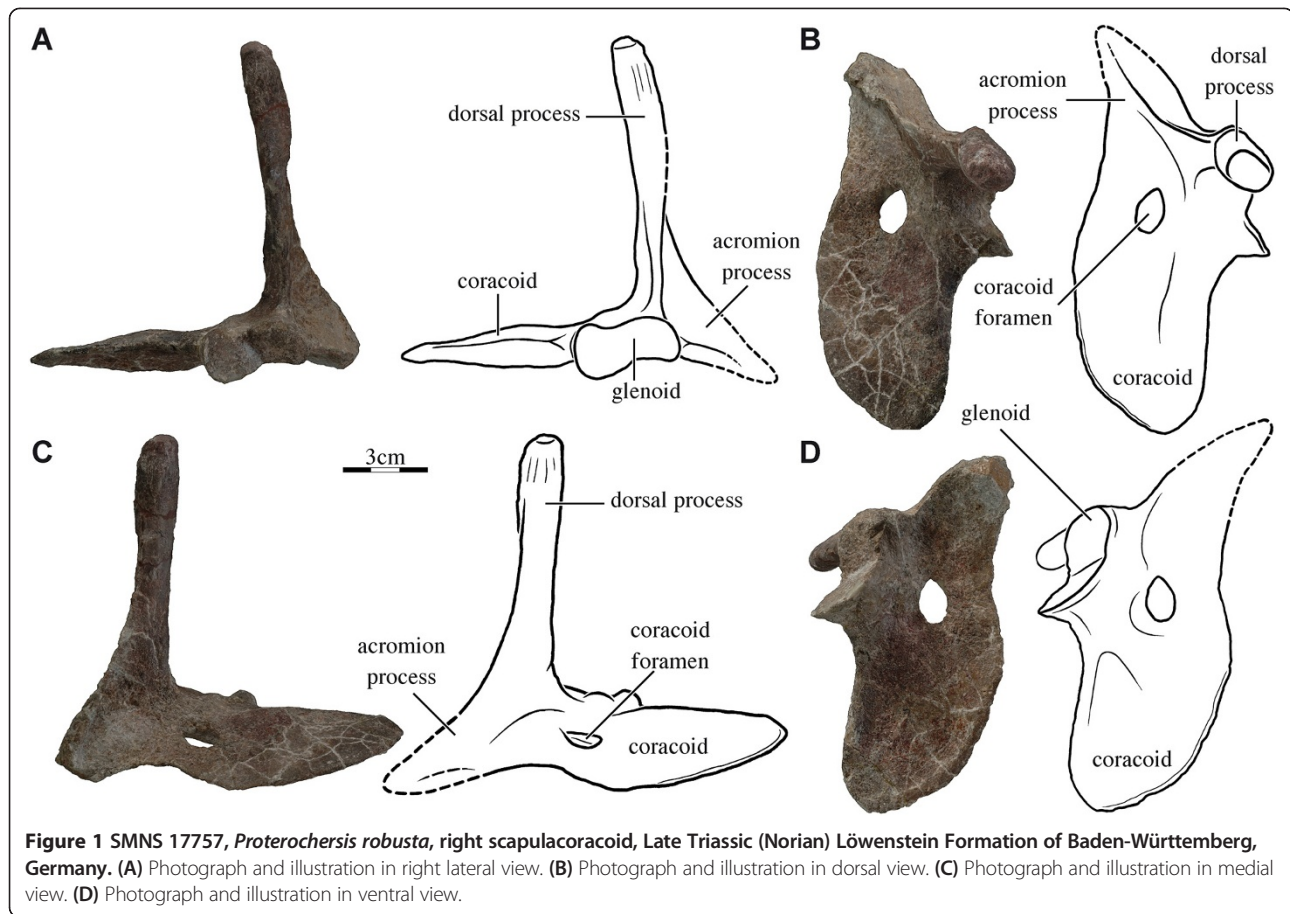 A
dorsal process
acromion
process
coracoid
glenoid
B
acromion
process
dorsal
process
coracoid
foramen
coracoid
C
3cm
dorsal process
acromion
process
coracoid
foramen
coracoid
D
glenoid
coracoid
Figure 1 SMNS 17757, Proterochersis robusta, right scapulacoracoid, Late Triassic (Norian) Löwenstein Formation of Baden-Württemberg,
Germany. (A) Photograph and illustration in right lateral view. (B) Photograph and illustration in dorsal view. (C) Photograph and illustration in medial
view. (D) Photograph and illustration in ventral view.